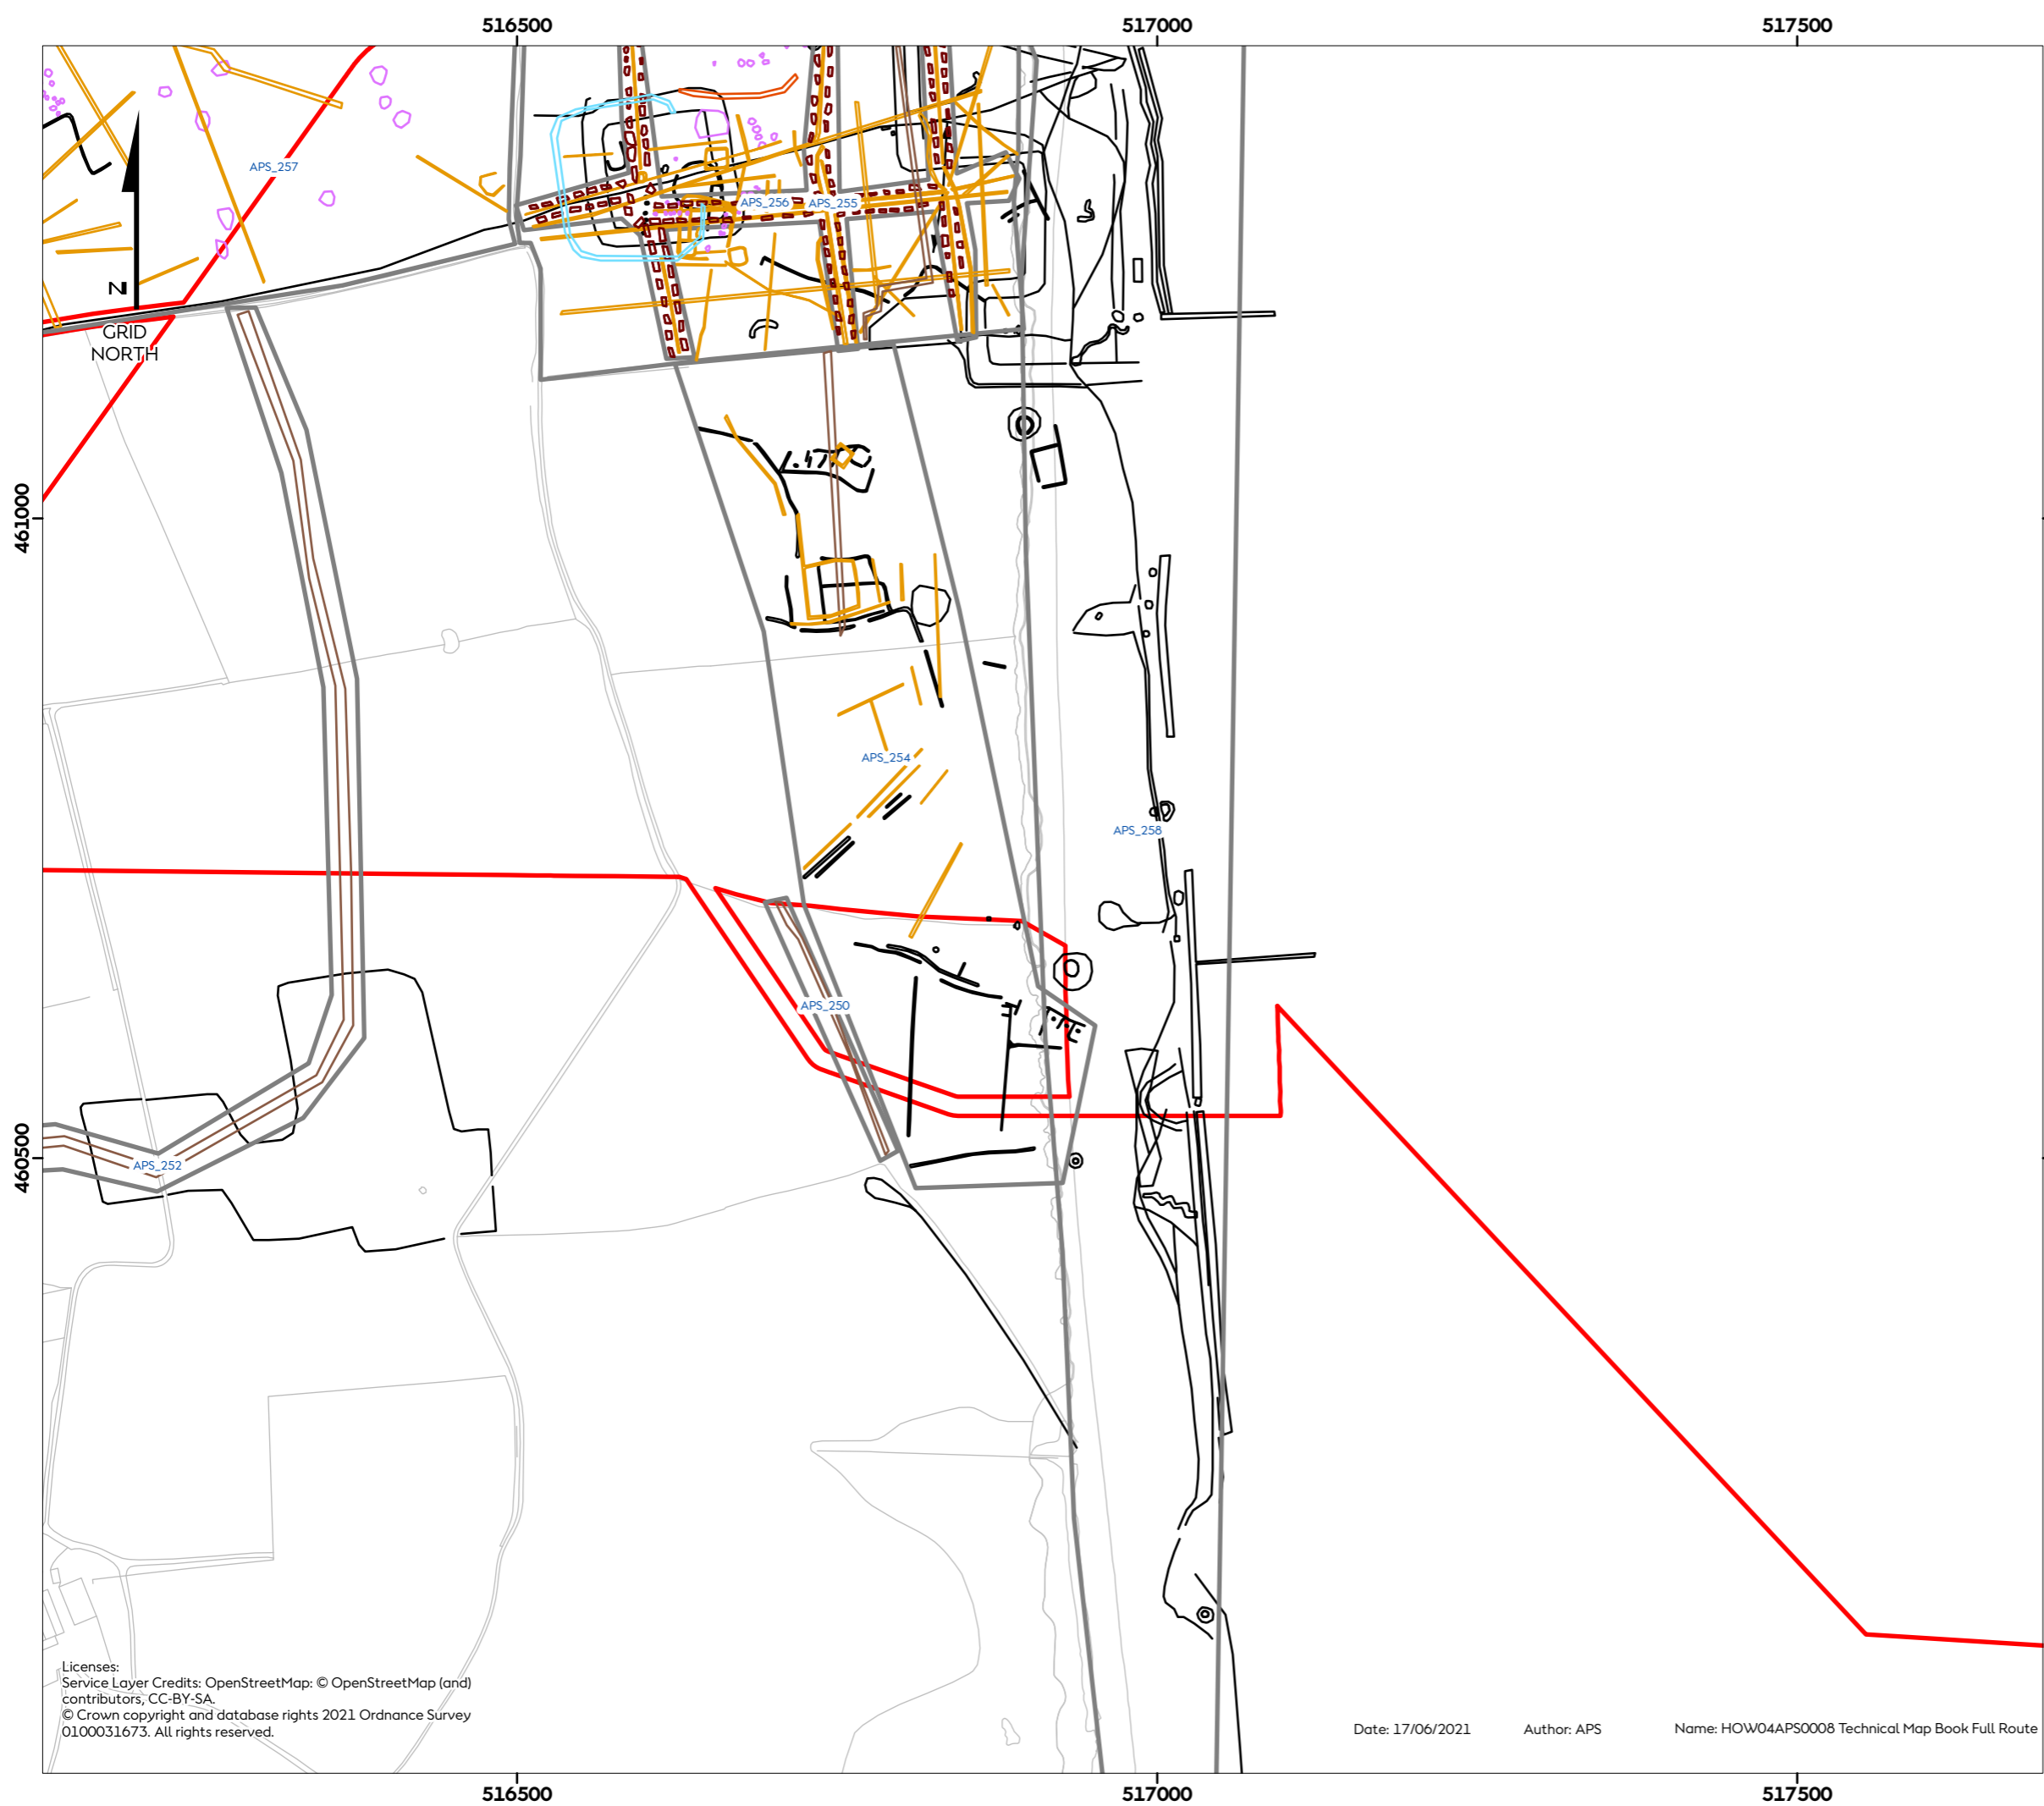 516500
517000
517500
APS_257
APS_256
APS_255
N
GRID
NORTH
461000
APS_254
APS_258
APS_250
460500
APS_252
Licenses:
Service Layer Credits: OpenStreetMap: © OpenStreetMap (and)
contributors, CC-BY-SA.
© Crown copyright and database rights 2021 Ordnance Survey
0100031673. All rights reserved.
Date: 17/06/2021
Author: APS
Name: HOW04APS0008 Technical Map Book Full Route
516500
517000
517500